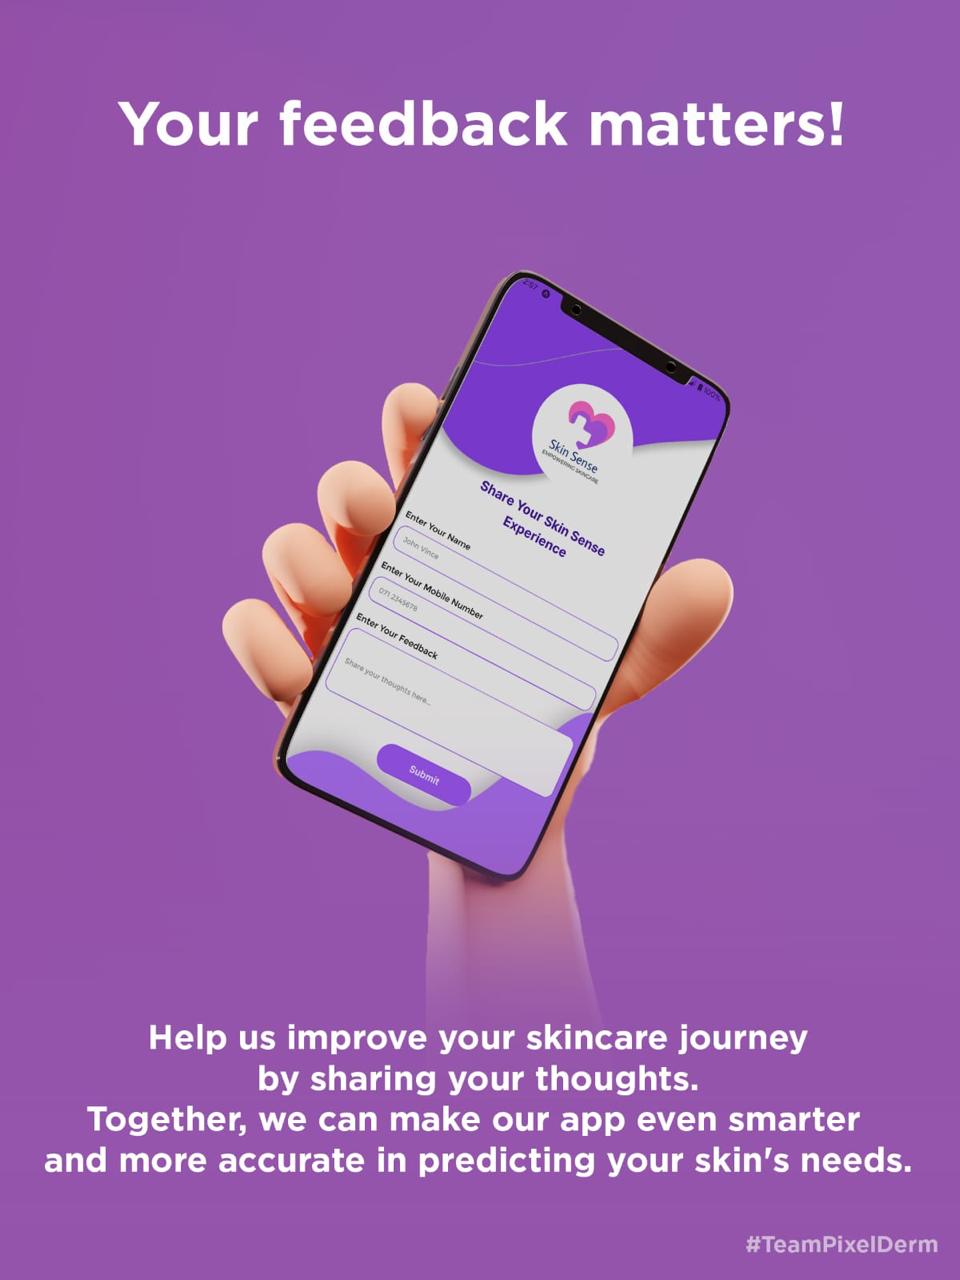 Your feedback matters!
2:57
100%
Skin Sense
EMPOWERING SKINCARE
Share Your Skin Sense
Experience
Enter Your Name
John Vince
Enter Your Mobile Number
071 2345678
Enter Your Feedback
Share your thoughts here...
Submit
Help us improve your skincare journey
by sharing your thoughts.
Together, we can make our app even smarter
and more accurate in predicting your skin's needs.
#TeamPixelDerm